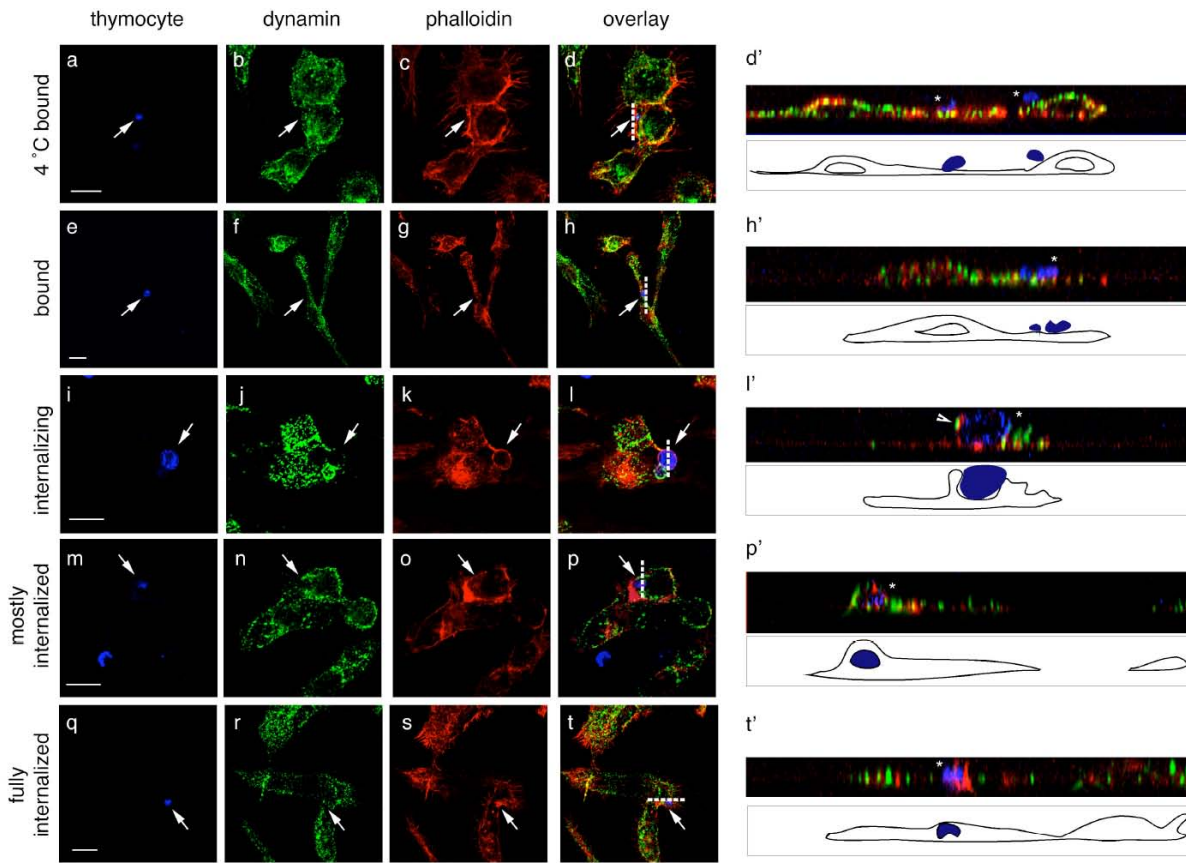 thymocyte dynamin phalloidin overlay
4 °C bound
a b c d d’
* *
bound
e f g h h’
*
internalizing
i j k l l’
*
mostly
internalized
m n o p p’
*
fully
internalized
q r s t t’
*